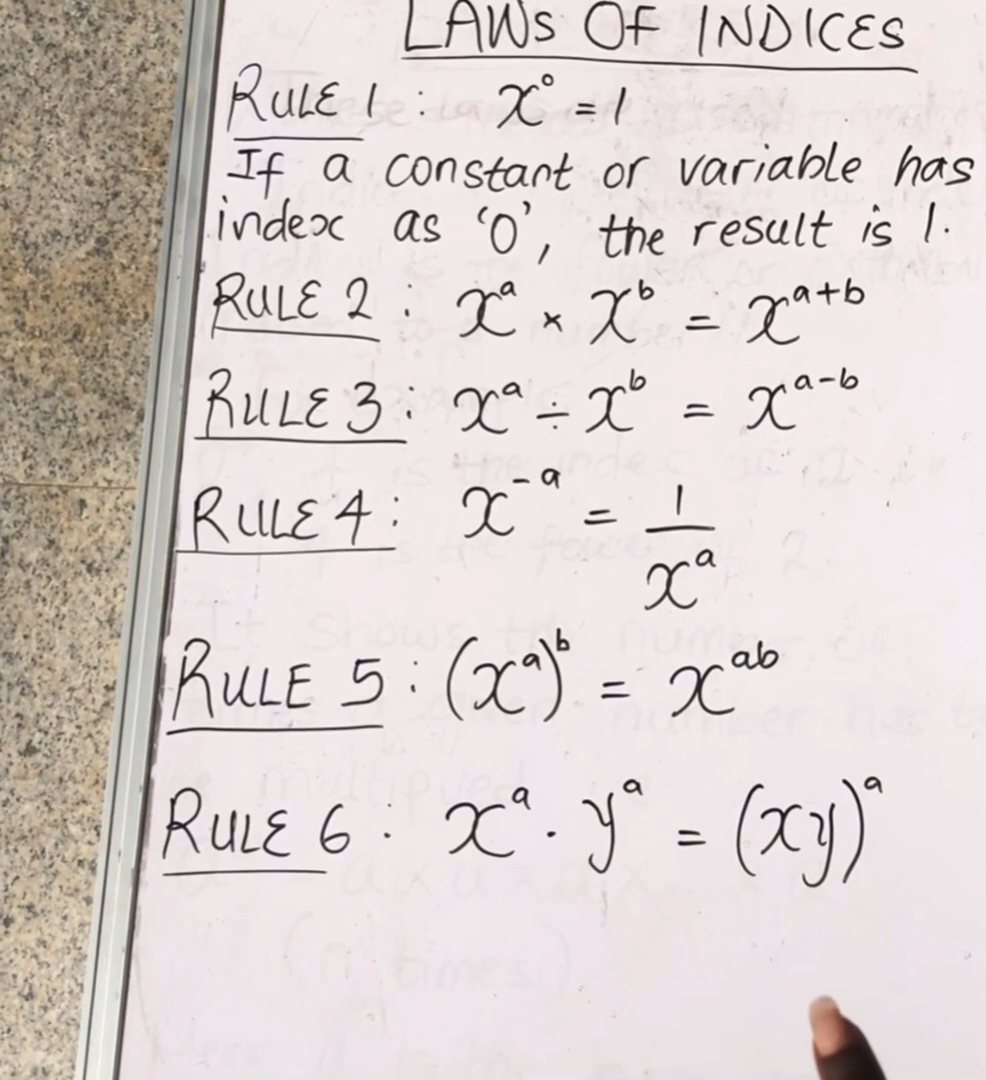 LAWS OF INDICES
RULE 1 : x⁰ = 1
If a constant or variable has
index as '0', the result is 1.
RULE 2 : xᵃ × xᵇ = xᵃ⁺ᵇ
RULE 3 : xᵃ ÷ xᵇ = xᵃ⁻ᵇ
RULE 4 : x⁻ᵃ = 1/xᵃ
RULE 5 : (xᵃ)ᵇ = xᵃᵇ
RULE 6 : xᵃ . yᵃ = (xy)ᵃ